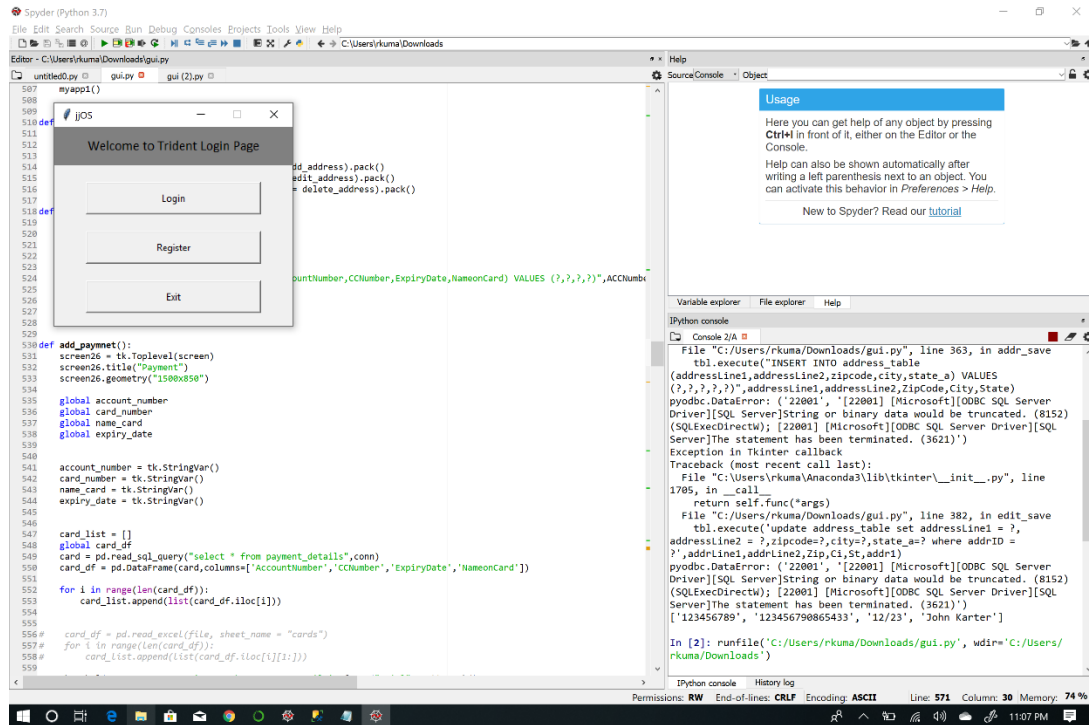 Spyder (Python 3.7)
File Edit Search Source Run Debug Consoles Projects Tools View Help
C:\Users\rkuma\Downloads
Editor - C:\Users\rkuma\Downloads\gui.py
untitled0.py gui.py gui (2).py
507 myapp1()
508
509
510 def
511
512
513
514 dd_address).pack()
515 edit_address).pack()
516 = delete_address).pack()
517
518 def
519
520
521
522
523
524 ountNumber,CCNumber,ExpiryDate,NameonCard) VALUES (?,?,?,?)",ACCNumbe
525
526
527
528
529
530 def add_paymnet():
531 screen26 = tk.Toplevel(screen)
532 screen26.title("Payment")
533 screen26.geometry("1500x850")
534
535 global account_number
536 global card_number
537 global name_card
538 global expiry_date
539
540
541 account_number = tk.StringVar()
542 card_number = tk.StringVar()
543 name_card = tk.StringVar()
544 expiry_date = tk.StringVar()
545
546
547 card_list = []
548 global card_df
549 card = pd.read_sql_query("select * from payment_details",conn)
550 card_df = pd.DataFrame(card,columns=['AccountNumber','CCNumber','ExpiryDate','NameonCard'])
551
552 for i in range(len(card_df)):
553 card_list.append(list(card_df.iloc[i]))
554
555
556 # card_df = pd.read_excel(file, sheet_name = "cards")
557 # for i in range(len(card_df)):
558 # card_list.append(list(card_df.iloc[i][1:]))
559
jjOS
Welcome to Trident Login Page
Login
Register
Exit
Help
Source Console Object
Usage
Here you can get help of any object by pressing
Ctrl+I in front of it, either on the Editor or the
Console.
Help can also be shown automatically after
writing a left parenthesis next to an object. You
can activate this behavior in Preferences > Help.
New to Spyder? Read our tutorial
Variable explorer File explorer Help
IPython console
Console 2/A
File "C:/Users/rkuma/Downloads/gui.py", line 363, in addr_save
tbl.execute("INSERT INTO address_table
(addressLine1,addressLine2,zipcode,city,state_a) VALUES
(?,?,?,?,?)",addressLine1,addressLine2,ZipCode,City,State)
pyodbc.DataError: ('22001', '[22001] [Microsoft][ODBC SQL Server
Driver][SQL Server]String or binary data would be truncated. (8152)
(SQLExecDirectW); [22001] [Microsoft][ODBC SQL Server Driver][SQL
Server]The statement has been terminated. (3621)')
Exception in Tkinter callback
Traceback (most recent call last):
File "C:\Users\rkuma\Anaconda3\lib\tkinter\__init__.py", line
1705, in __call__
return self.func(*args)
File "C:/Users/rkuma/Downloads/gui.py", line 382, in edit_save
tbl.execute('update address_table set addressLine1 = ?,
addressLine2 = ?,zipcode=?,city=?,state_a=? where addrID =
?',addrLine1,addrLine2,Zip,Ci,St,addr1)
pyodbc.DataError: ('22001', '[22001] [Microsoft][ODBC SQL Server
Driver][SQL Server]String or binary data would be truncated. (8152)
(SQLExecDirectW); [22001] [Microsoft][ODBC SQL Server Driver][SQL
Server]The statement has been terminated. (3621)')
['123456789', '123456790865433', '12/23', 'John Karter']
In [2]: runfile('C:/Users/rkuma/Downloads/gui.py', wdir='C:/Users/
rkuma/Downloads')
IPython console History log
Permissions: RW End-of-lines: CRLF Encoding: ASCII Line: 571 Column: 30 Memory: 74 %
11:07 PM